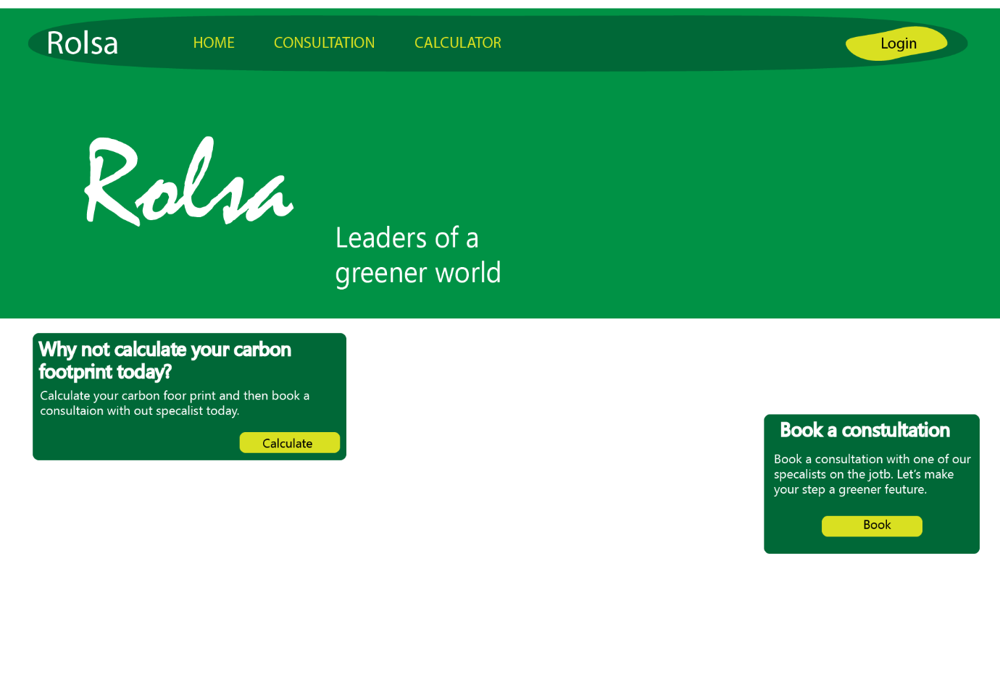 Rolsa
HOME
CONSULTATION
CALCULATOR
Login
Rolsa
Leaders of a
greener world
Why not calculate your carbon
footprint today?
Calculate your carbon foor print and then book a
consultaion with out specalist today.
Calculate
Book a constultation
Book a consultation with one of our
specalists on the jotb. Let's make
your step a greener feuture.
Book